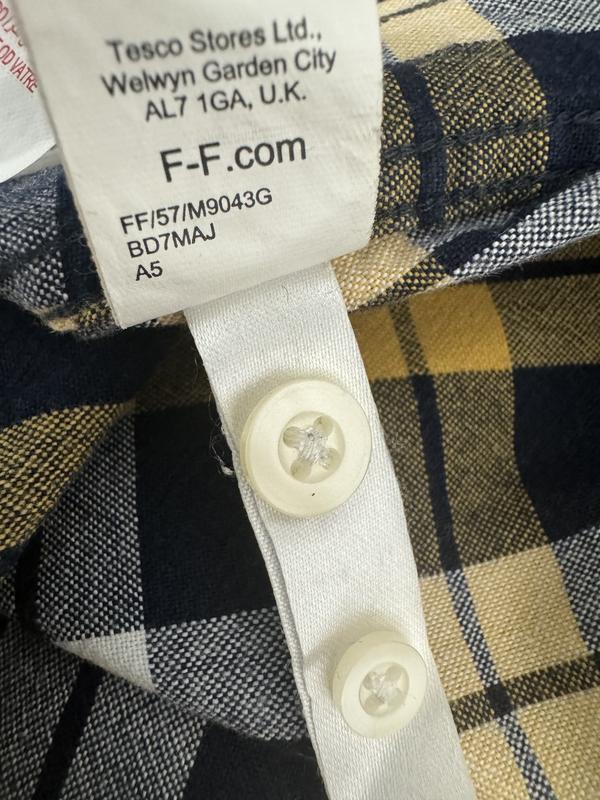 Tesco Stores Ltd.,
Welwyn Garden City
AL7 1GA, U.K.
F-F.com
FF/57/M9043G
BD7MAJ
A5